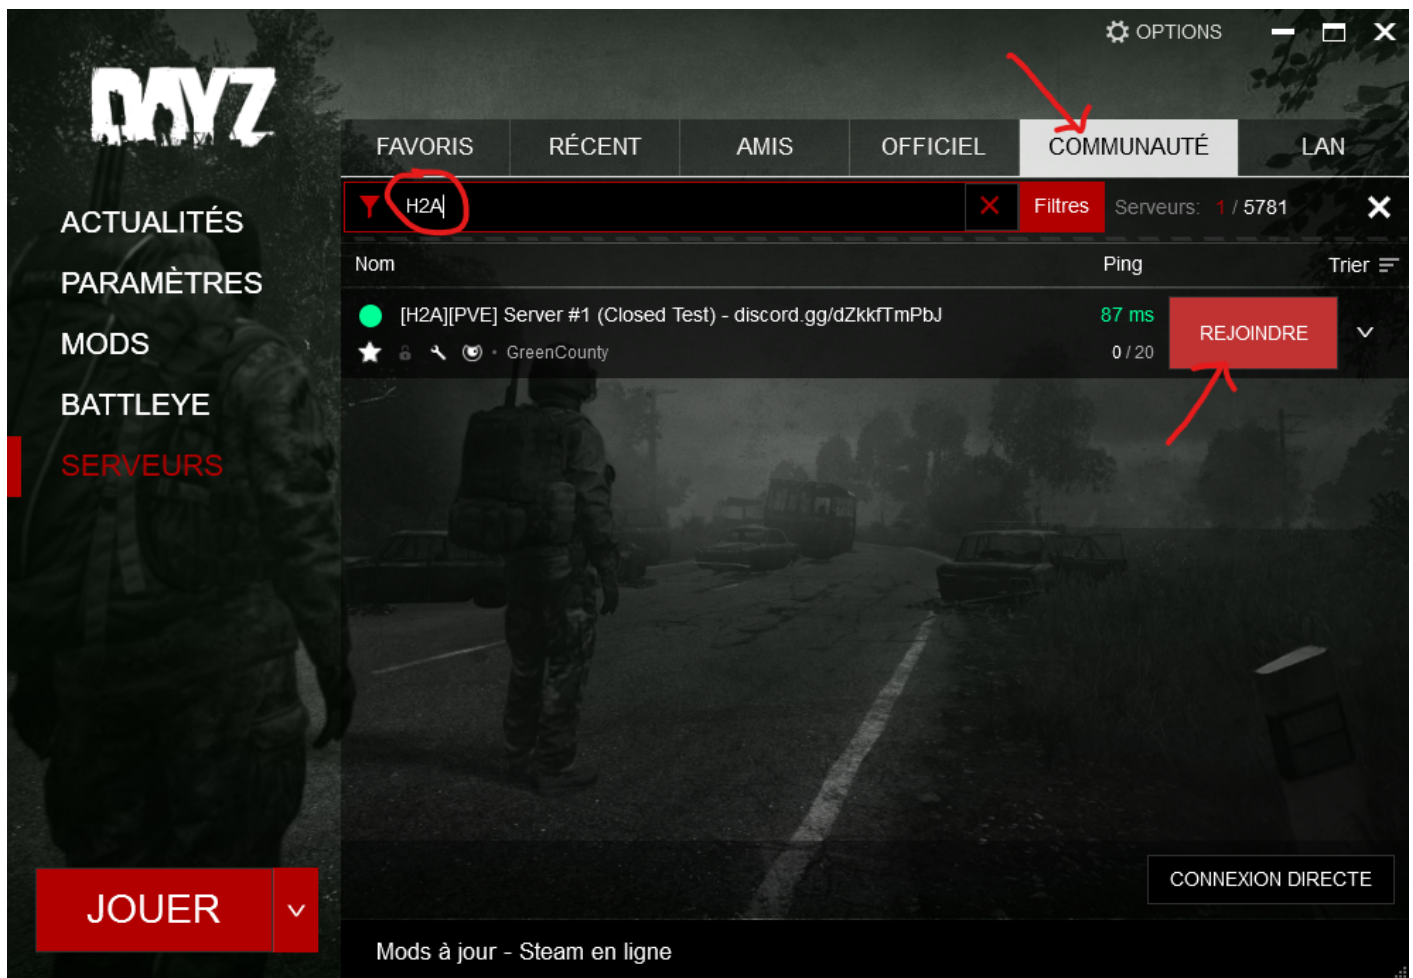 OPTIONS
DAYZ
FAVORIS RÉCENT AMIS OFFICIEL COMMUNAUTÉ LAN
H2A Filtres Serveurs: 1 / 5781
ACTUALITÉS
PARAMÈTRES
MODS
BATTLEYE
SERVEURS
Nom Ping Trier
[H2A][PVE] Server #1 (Closed Test) - discord.gg/dZkkfTmPbJ 87 ms
REJOINDRE
GreenCounty 0 / 20
CONNEXION DIRECTE
JOUER
Mods à jour - Steam en ligne